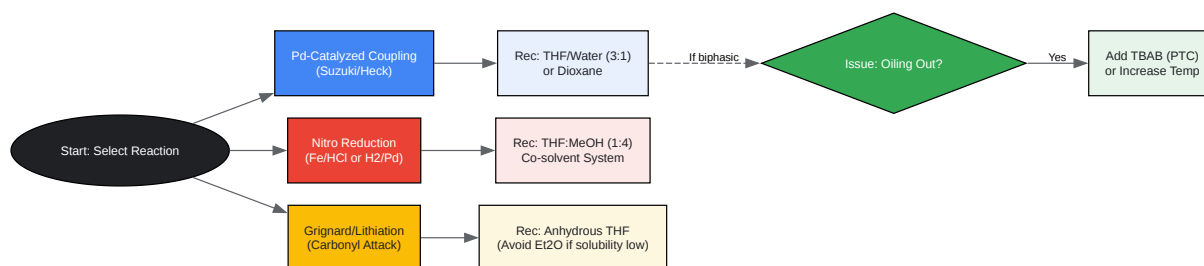 Start: Select Reaction
Pd-Catalyzed Coupling
(Suzuki/Heck)
Rec: THF/Water (3:1)
or Dioxane
If biphasic
Issue: Oiling Out?
Yes
Add TBAB (PTC)
or Increase Temp
Nitro Reduction
(Fe/HCl or H2/Pd)
Rec: THF:MeOH (1:4)
Co-solvent System
Grignard/Lithiation
(Carbonyl Attack)
Rec: Anhydrous THF
(Avoid Et2O if solubility low)